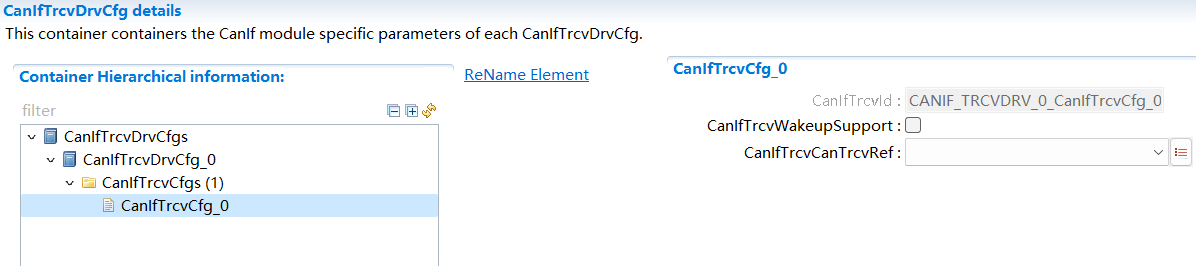 CanIfTrcvDrvCfg details
This container containers the CanIf module specific parameters of each CanIfTrcvDrvCfg.
Container Hierarchical information:
ReName Element
filter
CanIfTrcvDrvCfgs
CanIfTrcvDrvCfg_0
CanIfTrcvCfgs (1)
CanIfTrcvCfg_0
CanIfTrcvCfg_0
CanIfTrcvId : CANIF_TRCVDRV_0_CanIfTrcvCfg_0
CanIfTrcvWakeupSupport :
CanIfTrcvCanTrcvRef :